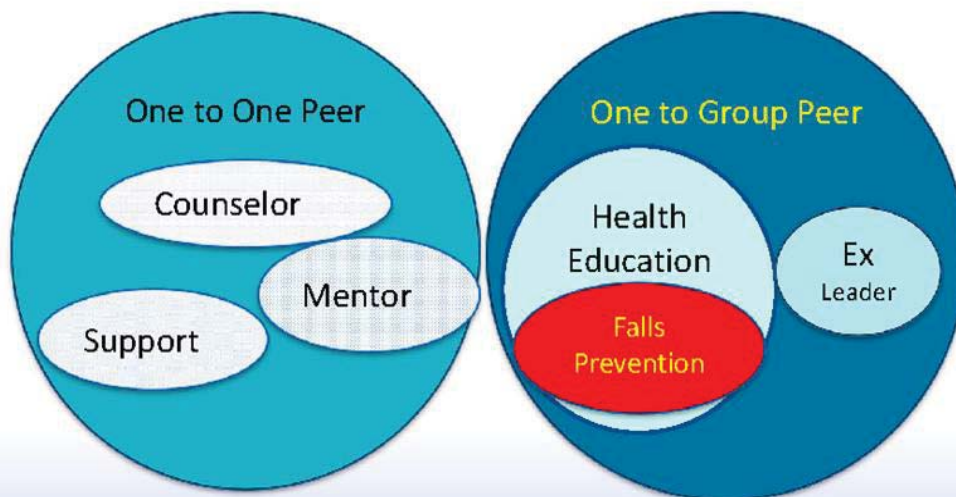 One to One Peer
Counselor
Mentor
Support
One to Group Peer
Health
Education
Falls
Prevention
Ex
Leader